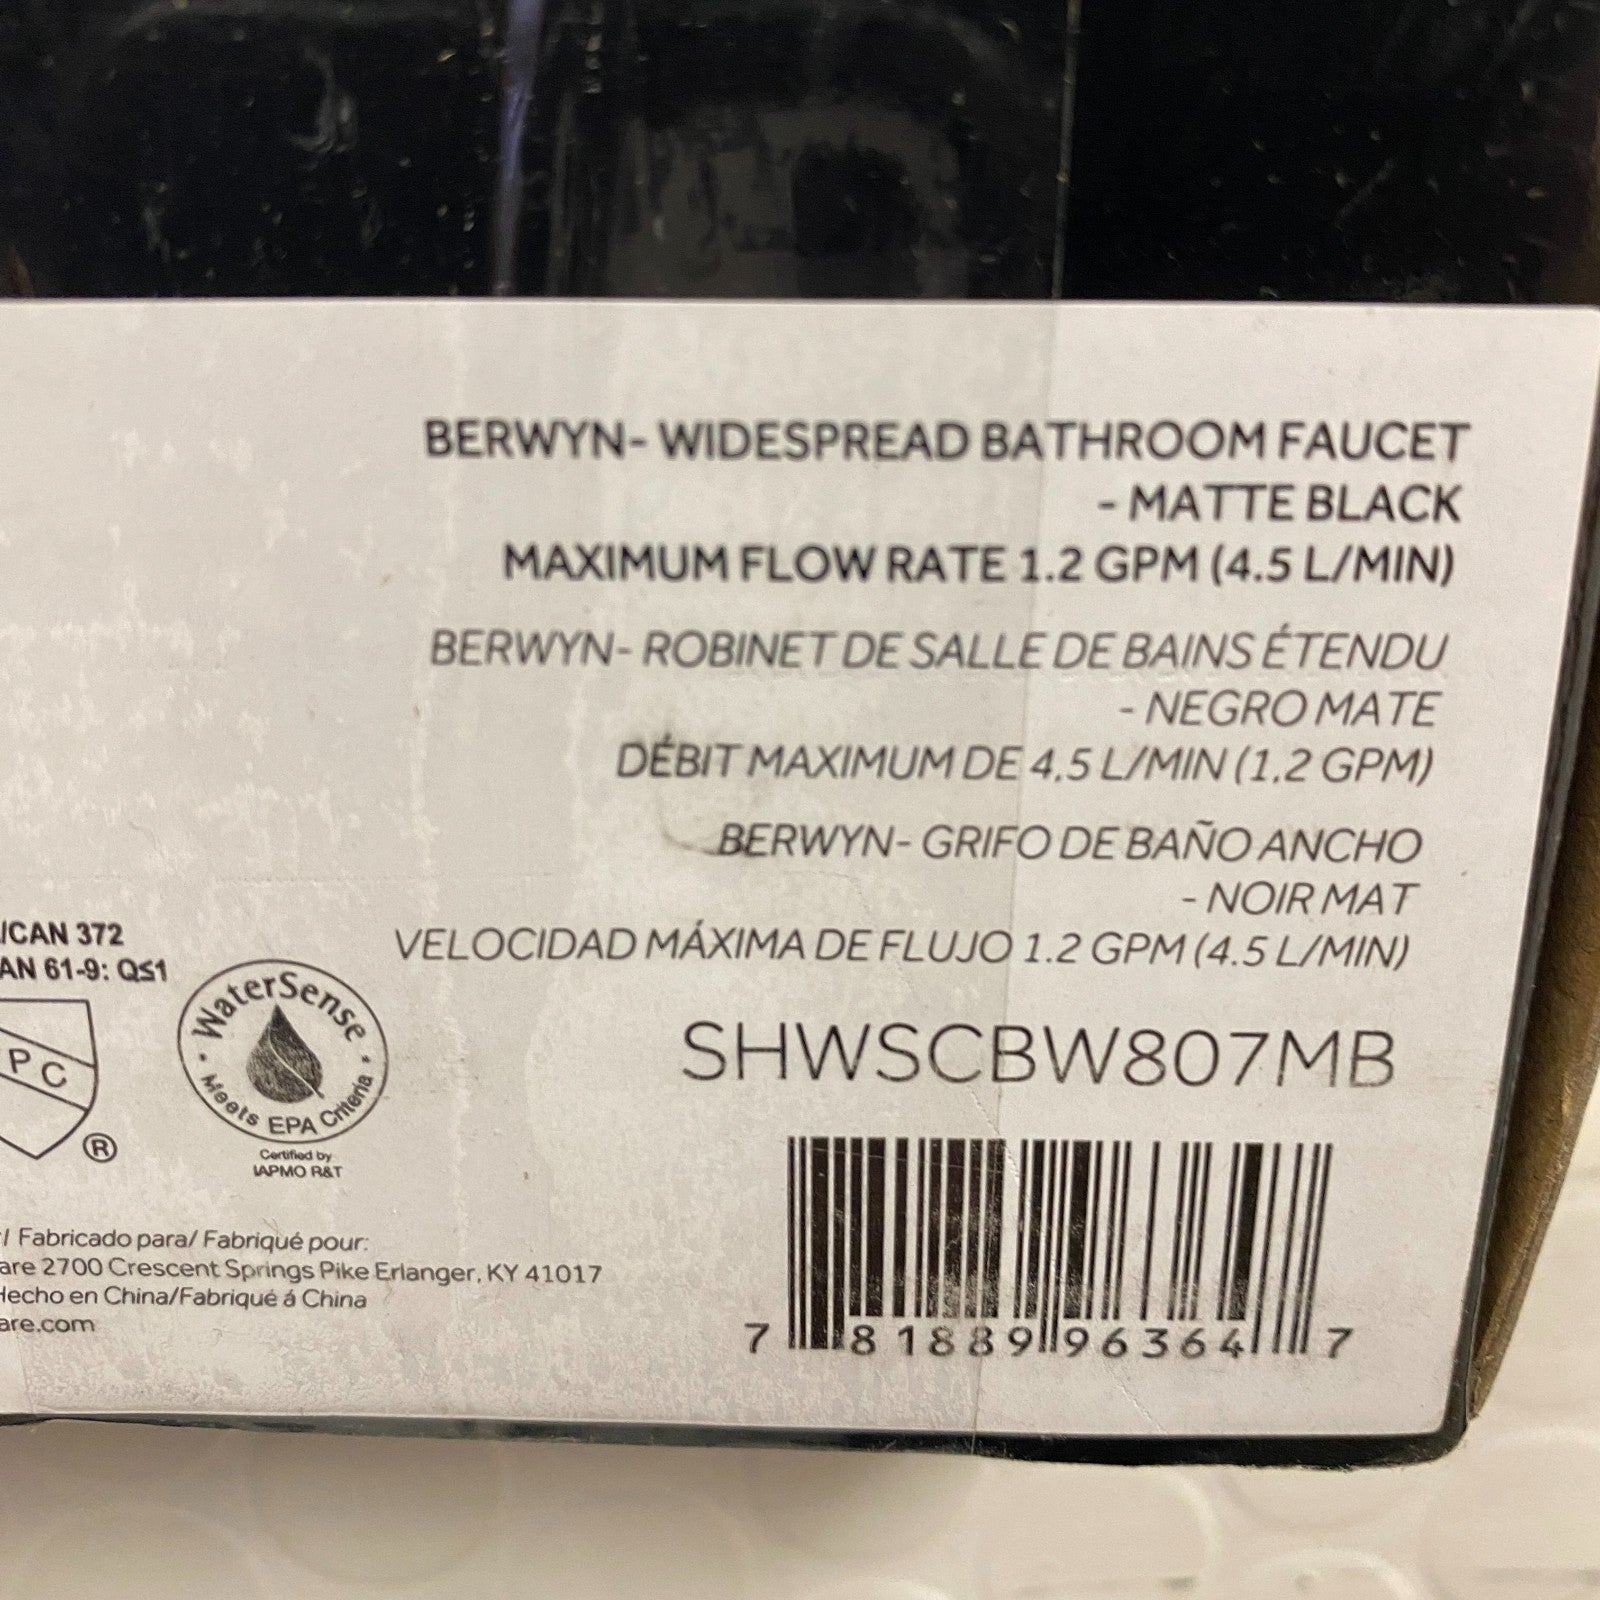 BERWYN- WIDESPREAD BATHROOM FAUCET
- MATTE BLACK
MAXIMUM FLOW RATE 1.2 GPM (4.5 L/MIN)
BERWYN- ROBINET DE SALLE DE BAINS ÉTENDU
- NEGRO MATE
DÉBIT MAXIMUM DE 4.5 L/MIN (1.2 GPM)
BERWYN- GRIFO DE BAÑO ANCHO
- NOIR MAT
VELOCIDAD MÁXIMA DE FLUJO 1.2 GPM (4.5 L/MIN)
/CAN 372
AN 61-9: Q≤1
PC
®
WaterSense
Meets EPA Criteria
Certified by
IAPMO R&T
SHWSCBW807MB
/ Fabricado para/ Fabriqué pour:
are 2700 Crescent Springs Pike Erlanger, KY 41017
Hecho en China/Fabriqué á China
are.com
7 81889 96364 7